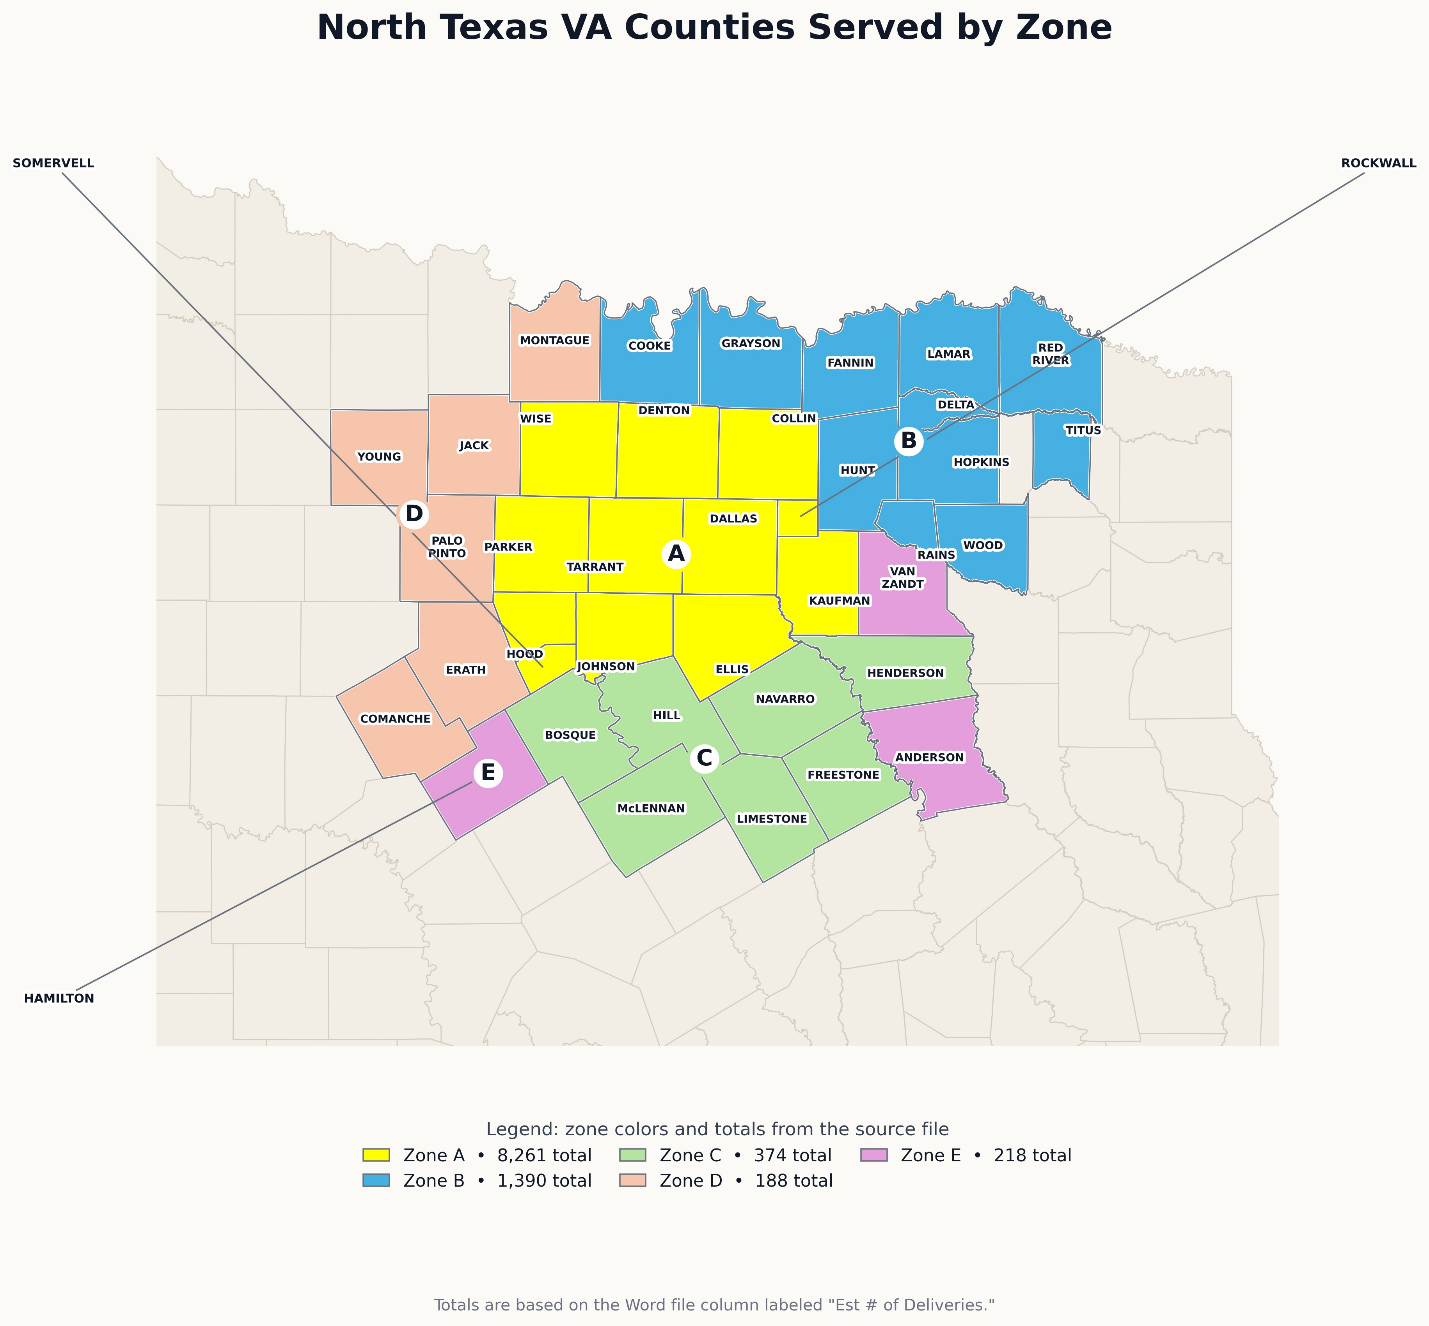 North Texas VA Counties Served by Zone
SOMERVELL
ROCKWALL
MONTAGUE
COOKE
GRAYSON
FANNIN
LAMAR
RED
RIVER
DELTA
WISE
DENTON
COLLIN
TITUS
B
YOUNG
JACK
HUNT
HOPKINS
D
DALLAS
PALO
PINTO
PARKER
TARRANT
A
RAINS
WOOD
VAN
ZANDT
KAUFMAN
HOOD
JOHNSON
ERATH
ELLIS
HENDERSON
COMANCHE
BOSQUE
HILL
NAVARRO
C
ANDERSON
E
FREESTONE
McLENNAN
LIMESTONE
HAMILTON
Legend: zone colors and totals from the source file
Zone A • 8,261 total
Zone C • 374 total
Zone E • 218 total
Zone B • 1,390 total
Zone D • 188 total
Totals are based on the Word file column labeled "Est # of Deliveries."